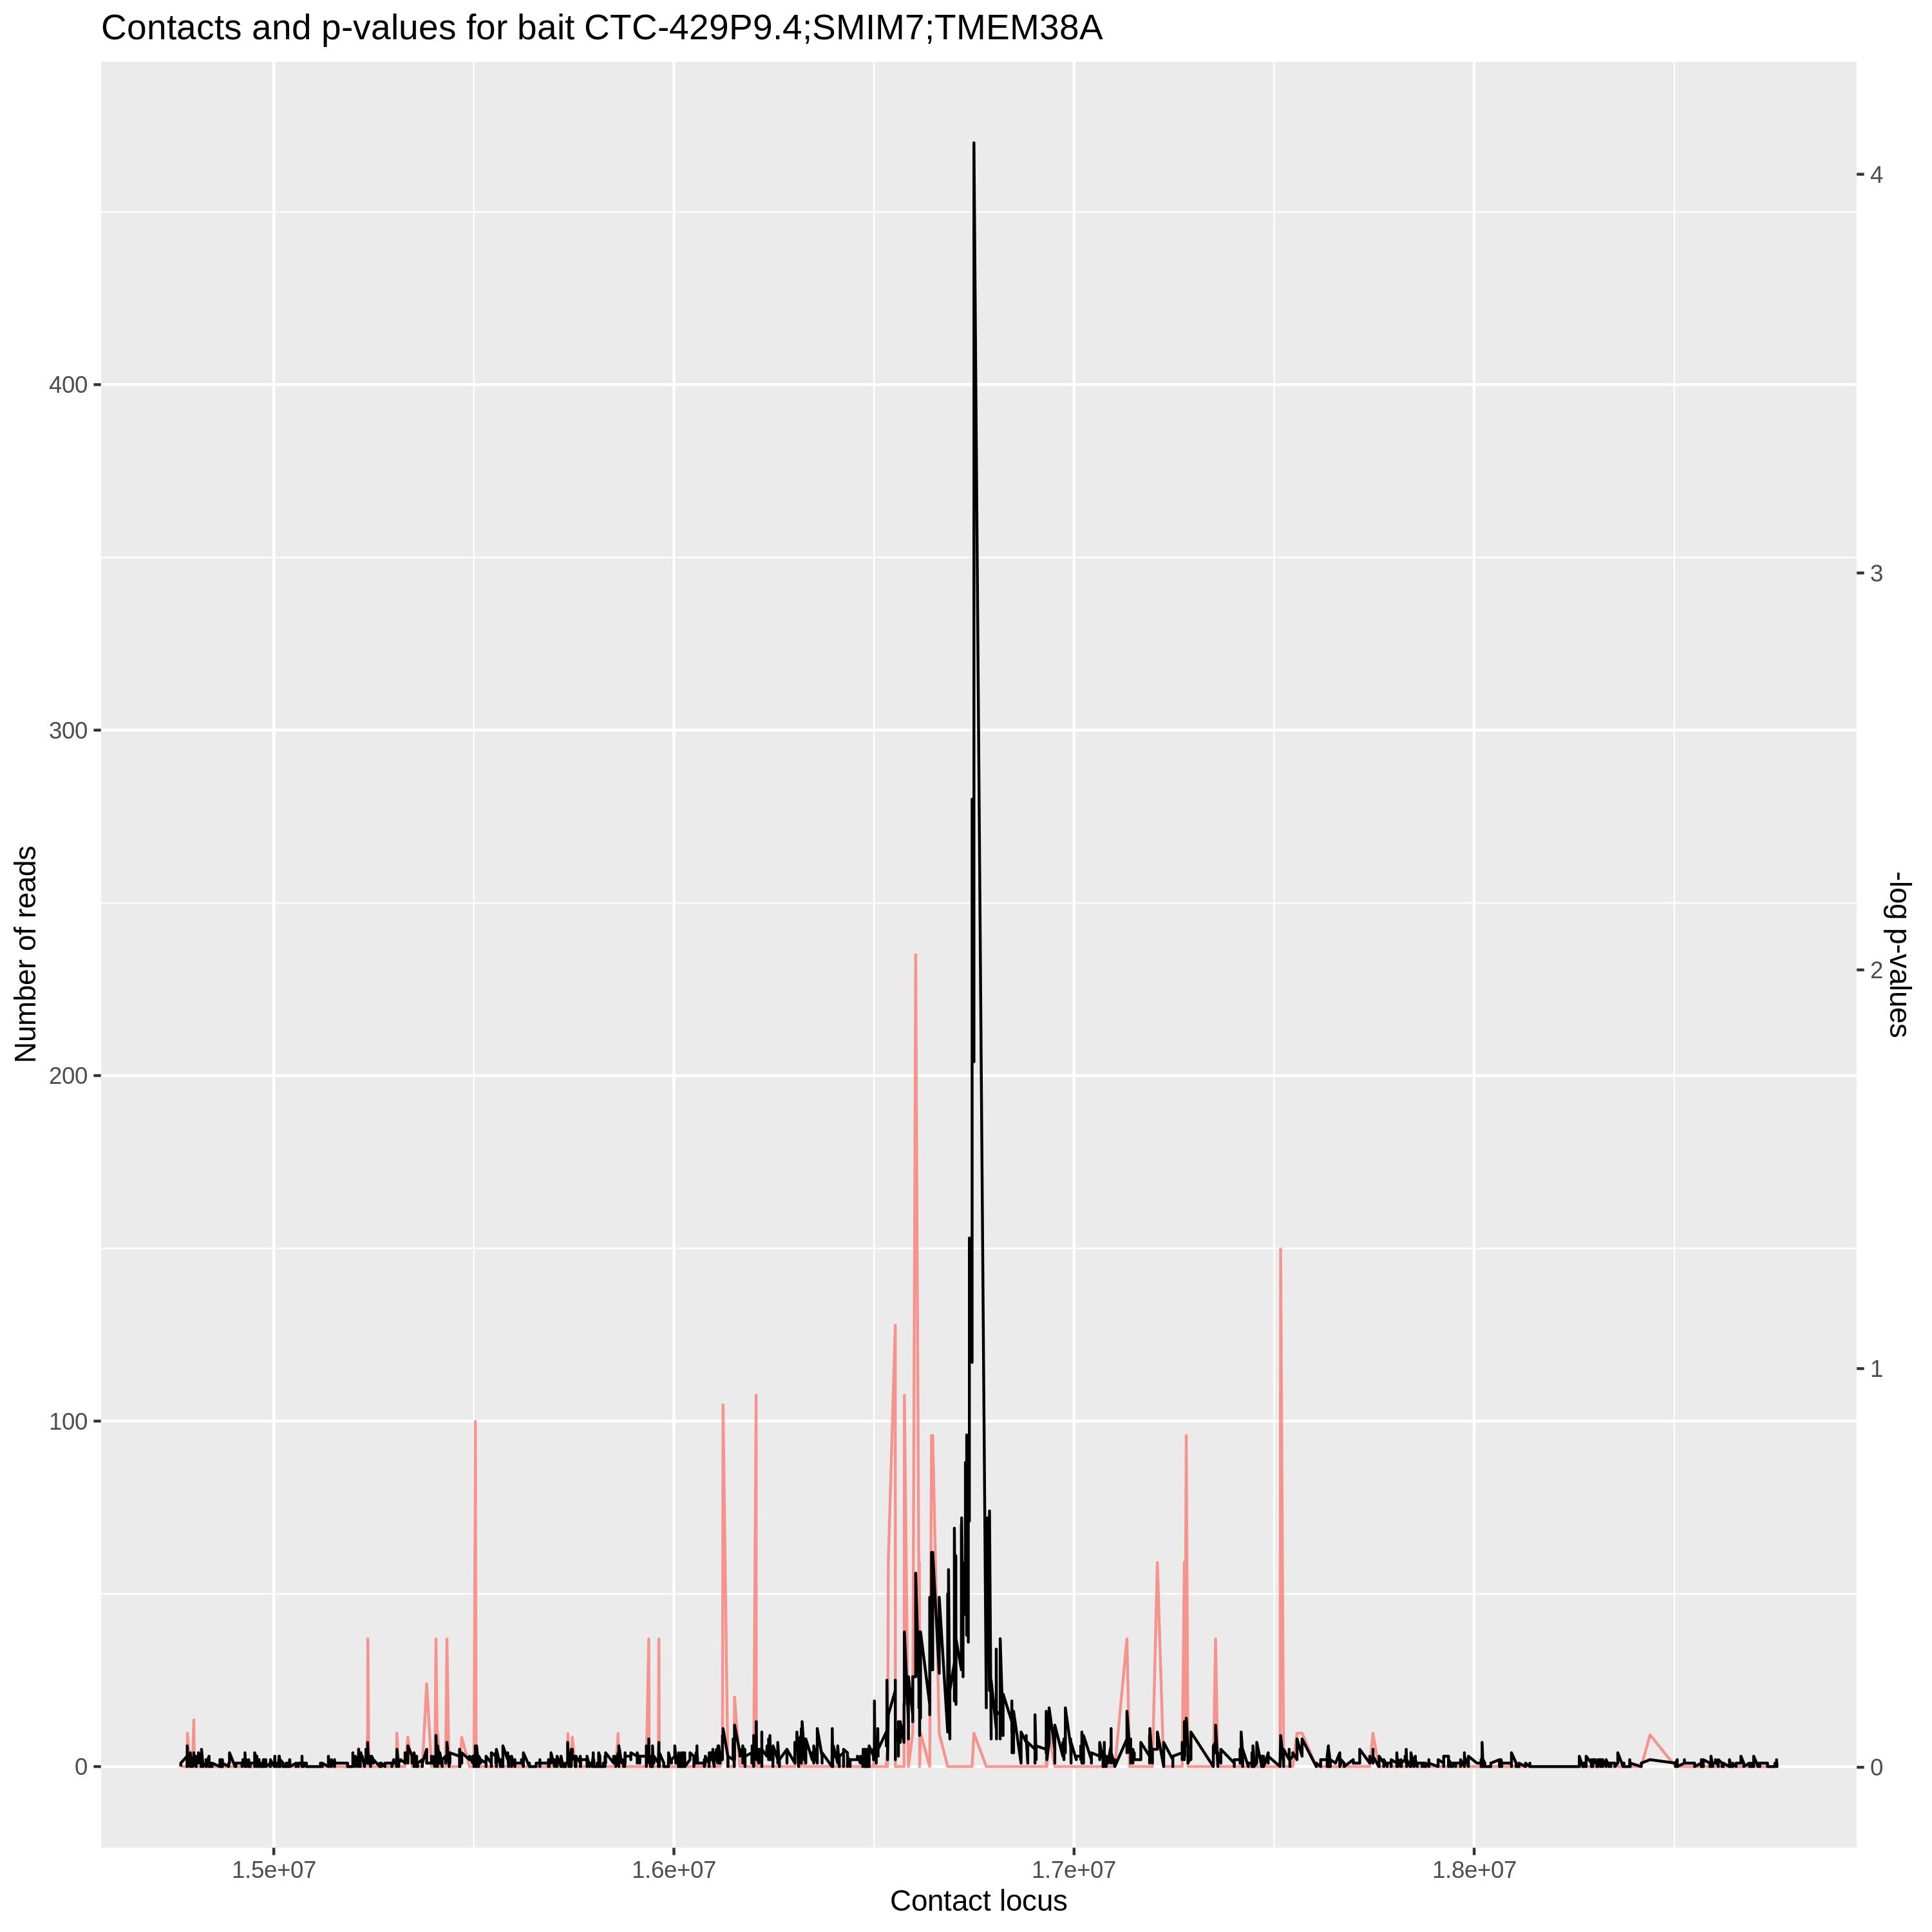 Contacts and p-values for bait CTC-429P9.4;SMIM7;TMEM38A
Number of reads
400
300
200
100
0
4
3
2
1
0
-log p-values
1.5e+07 1.6e+07 1.7e+07 1.8e+07
Contact locus